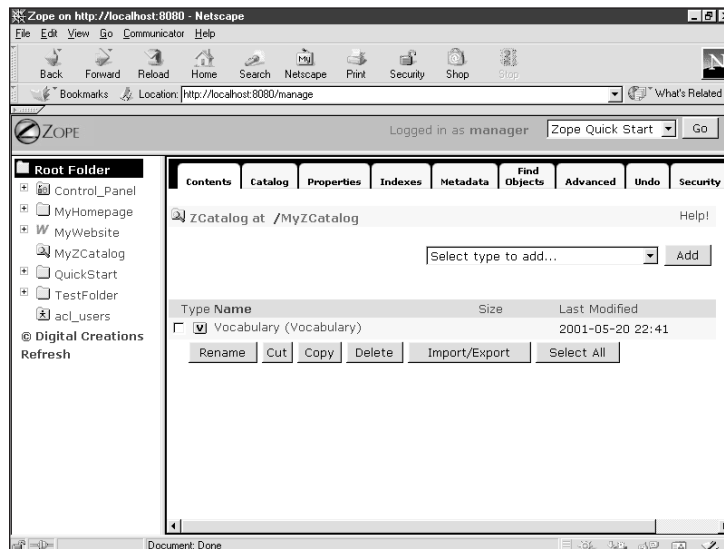 Zope on http://localhost:8080 - Netscape
File Edit View Go Communicator Help
Back Forward Reload Home Search Netscape Print Security Shop Stop
Bookmarks Location: http://localhost:8080/manage What's Related
ZOPE Logged in as manager Zope Quick Start Go
Root Folder
Control_Panel
MyHomepage
MyWebsite
MyZCatalog
QuickStart
TestFolder
acl_users
© Digital Creations
Refresh
Contents Catalog Properties Indexes Metadata Find Objects Advanced Undo Security
ZCatalog at /MyZCatalog Help!
Select type to add... Add
Type Name Size Last Modified
Vocabulary (Vocabulary) 2001-05-20 22:41
Rename Cut Copy Delete Import/Export Select All
Document: Done